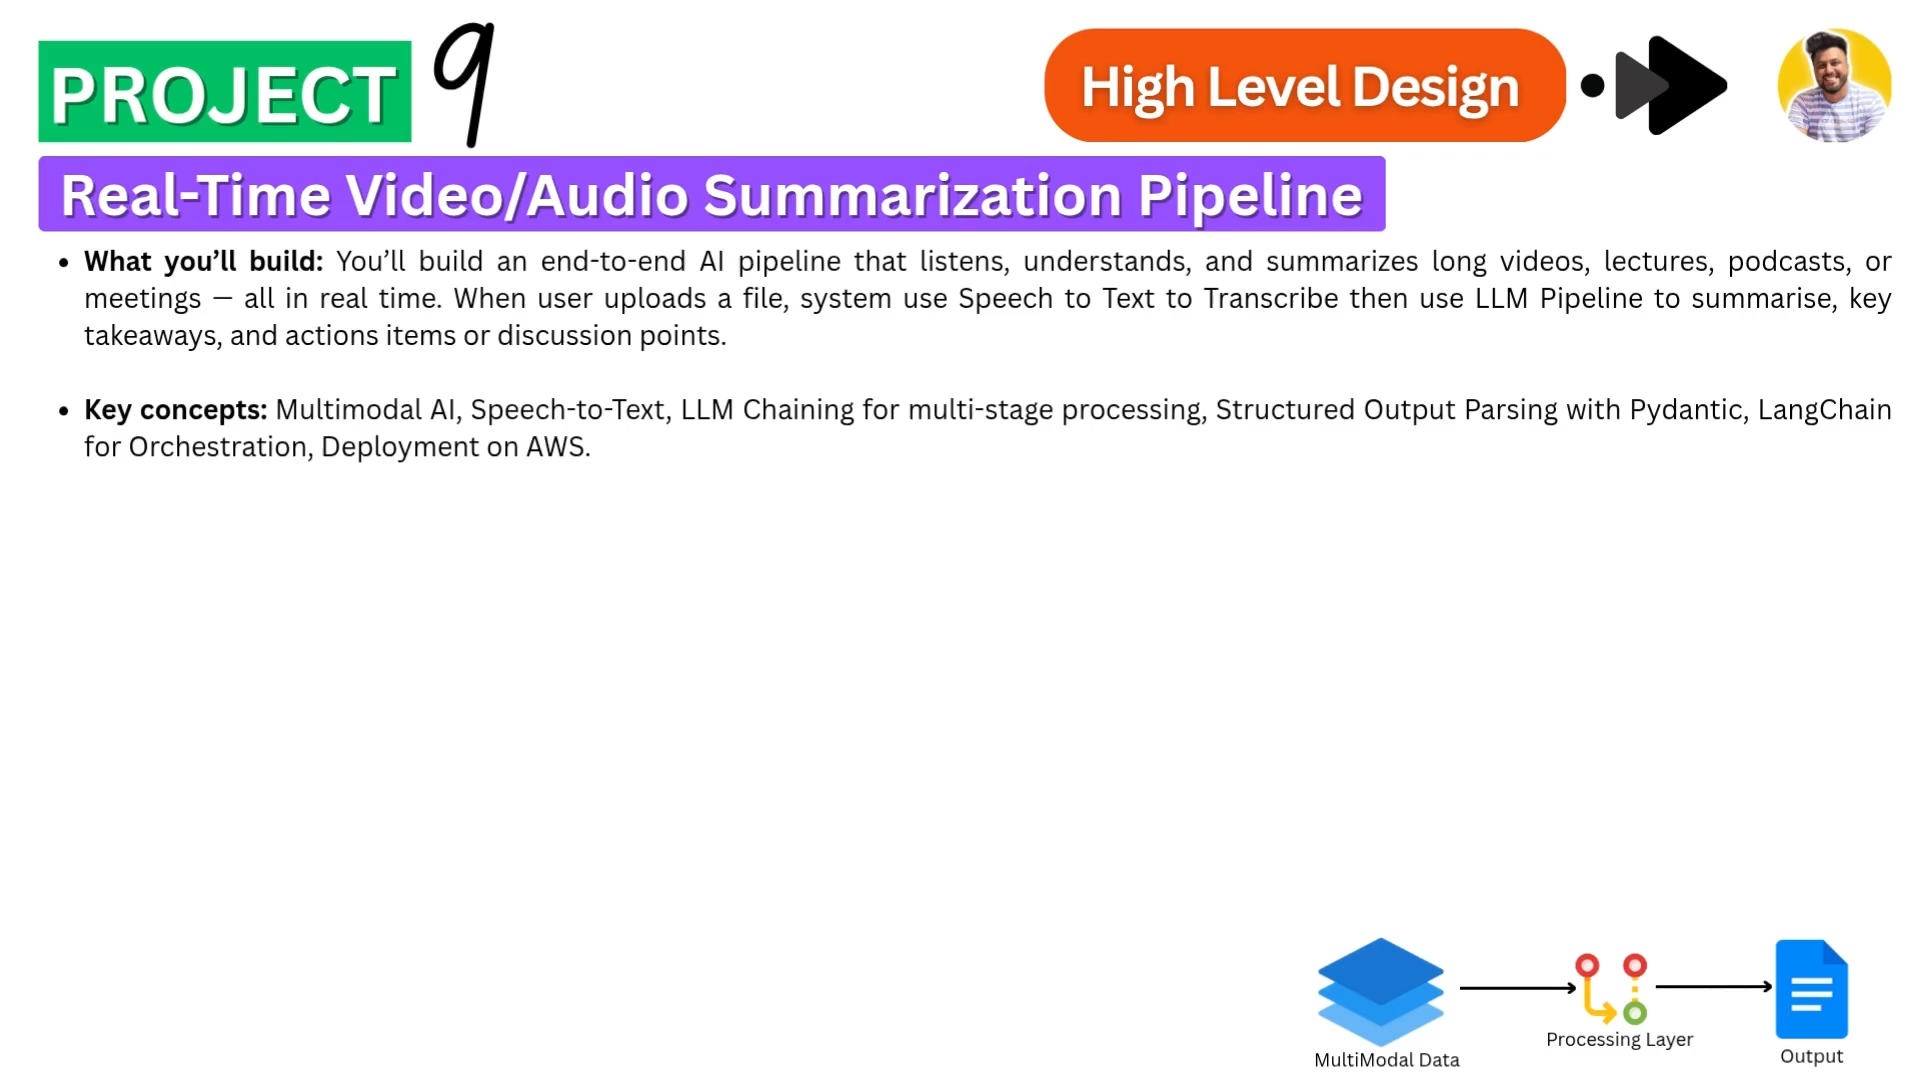 PROJECT 9
High Level Design
Real-Time Video/Audio Summarization Pipeline
• What you’ll build: You’ll build an end-to-end AI pipeline that listens, understands, and summarizes long videos, lectures, podcasts, or
meetings — all in real time. When user uploads a file, system use Speech to Text to Transcribe then use LLM Pipeline to summarise, key
takeaways, and actions items or discussion points.
• Key concepts: Multimodal AI, Speech-to-Text, LLM Chaining for multi-stage processing, Structured Output Parsing with Pydantic, LangChain
for Orchestration, Deployment on AWS.
MultiModal Data
Processing Layer
Output